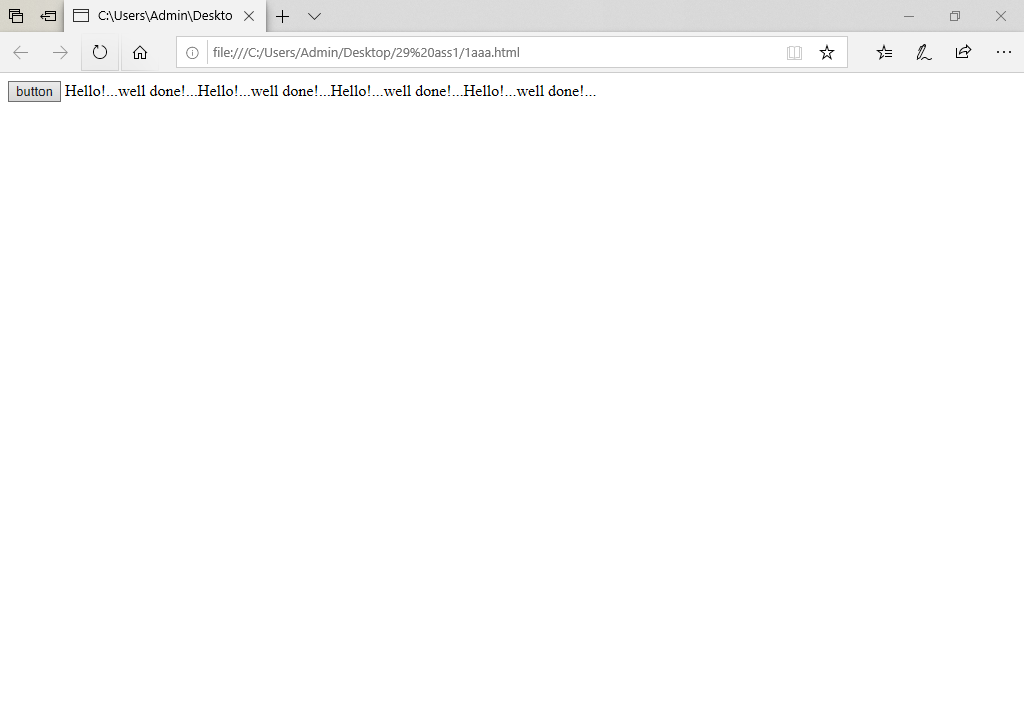 C:\Users\Admin\Deskto
file:///C:/Users/Admin/Desktop/29%20ass1/1aaa.html
button Hello!...well done!...Hello!...well done!...Hello!...well done!...Hello!...well done!...